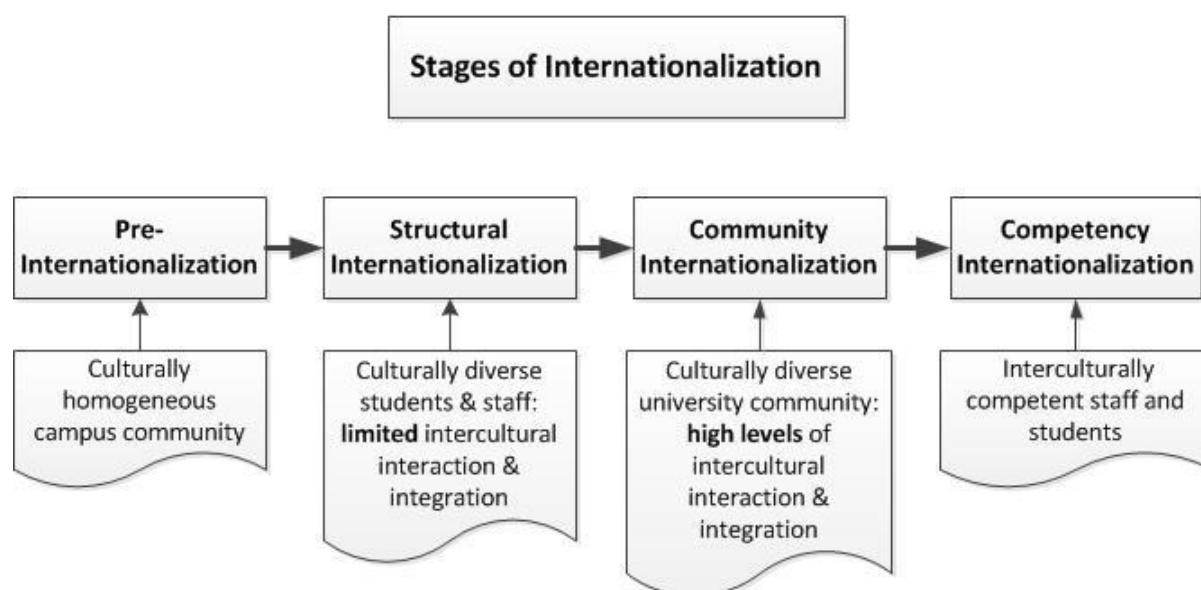 Stages of Internationalization
Pre-
Internationalization
Structural
Internationalization
Community
Internationalization
Competency
Internationalization
Culturally
homogeneous
campus community
Culturally diverse
students & staff:
limited intercultural
interaction &
integration
Culturally diverse
university community:
high levels of
intercultural
interaction &
integration
Interculturally
competent staff and
students